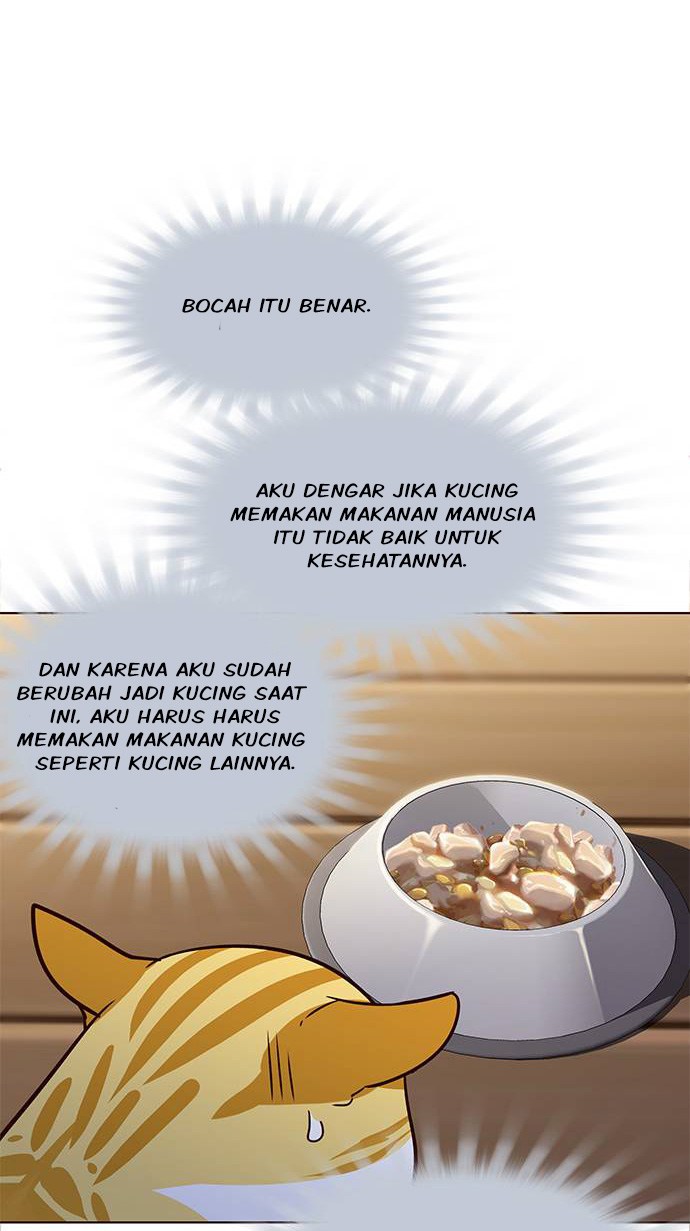 BOCAH ITU BENAR.
AKU DENGAR JIKA KUCING
MEMAKAN MAKANAN MANUSIA
ITU TIDAK BAIK UNTUK
KESEHATANNYA.
DAN KARENA AKU SUDAH
BERUBAH JADI KUCING SAAT
INI, AKU HARUS HARUS
MEMAKAN MAKANAN KUCING
SEPERTI KUCING LAINNYA.